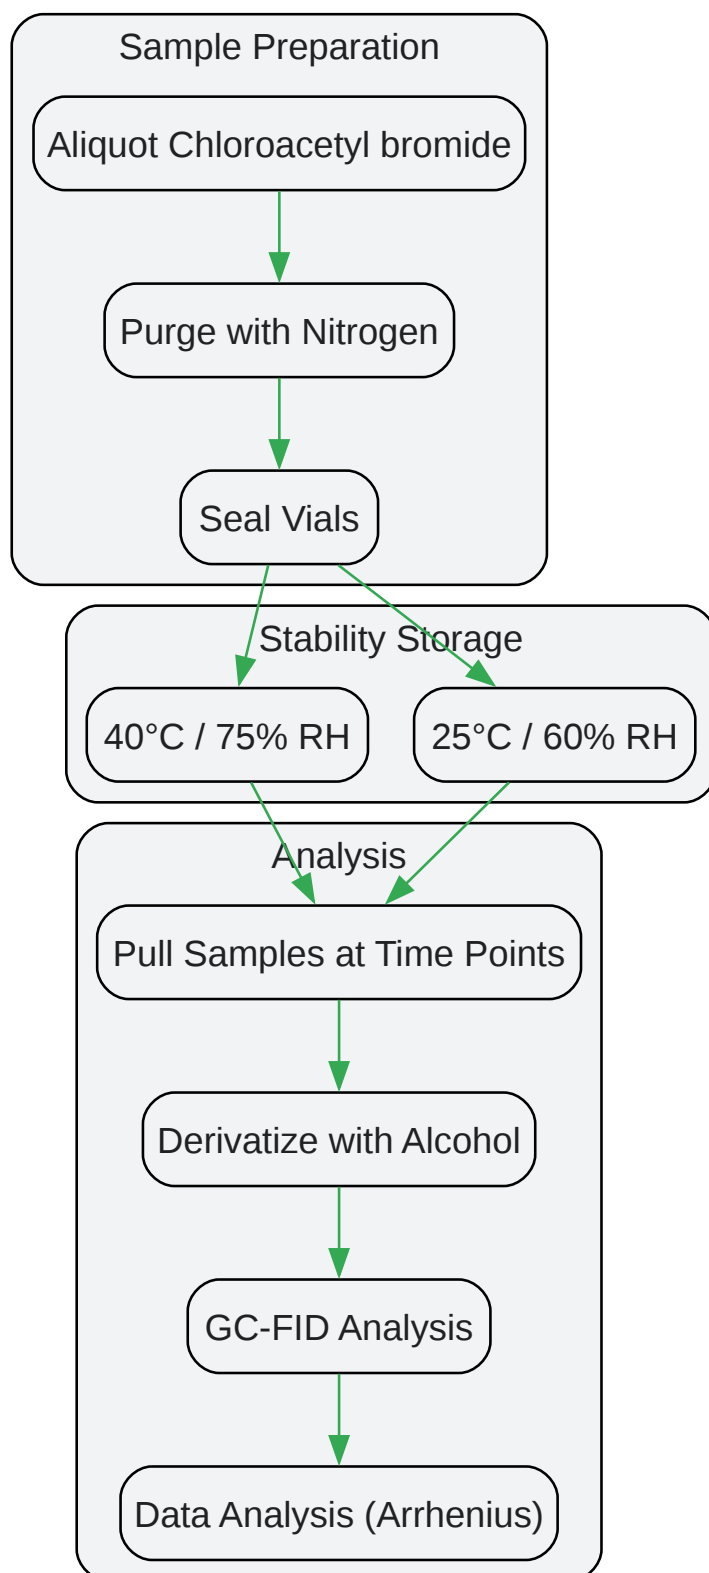 Sample Preparation
Aliquot Chloroacetyl bromide
Purge with Nitrogen
Seal Vials
Stability Storage
40°C / 75% RH
25°C / 60% RH
Analysis
Pull Samples at Time Points
Derivatize with Alcohol
GC-FID Analysis
Data Analysis (Arrhenius)